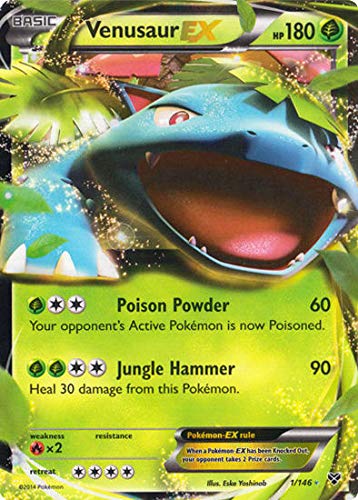 BASIC Venusaur EX HP180
Poison Powder 60
Your opponent's Active Pokémon is now Poisoned.
Jungle Hammer 90
Heal 30 damage from this Pokémon.
weakness resistance Pokémon-EX rule
×2 When a Pokémon-EX has been Knocked Out,
your opponent takes 2 Prize cards.
retreat
©2014 Pokémon Illus. Eske Yoshinob 1/146